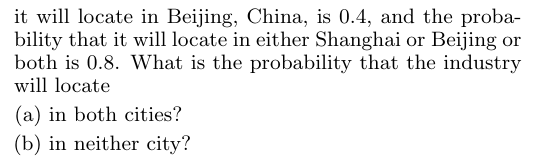 it will locate in Beijing, China, is 0.4, and the proba-
bility that it will locate in either Shanghai or Beijing or
both is 0.8. What is the probability that the industry
will locate
(a) in both cities?
(b) in neither city?